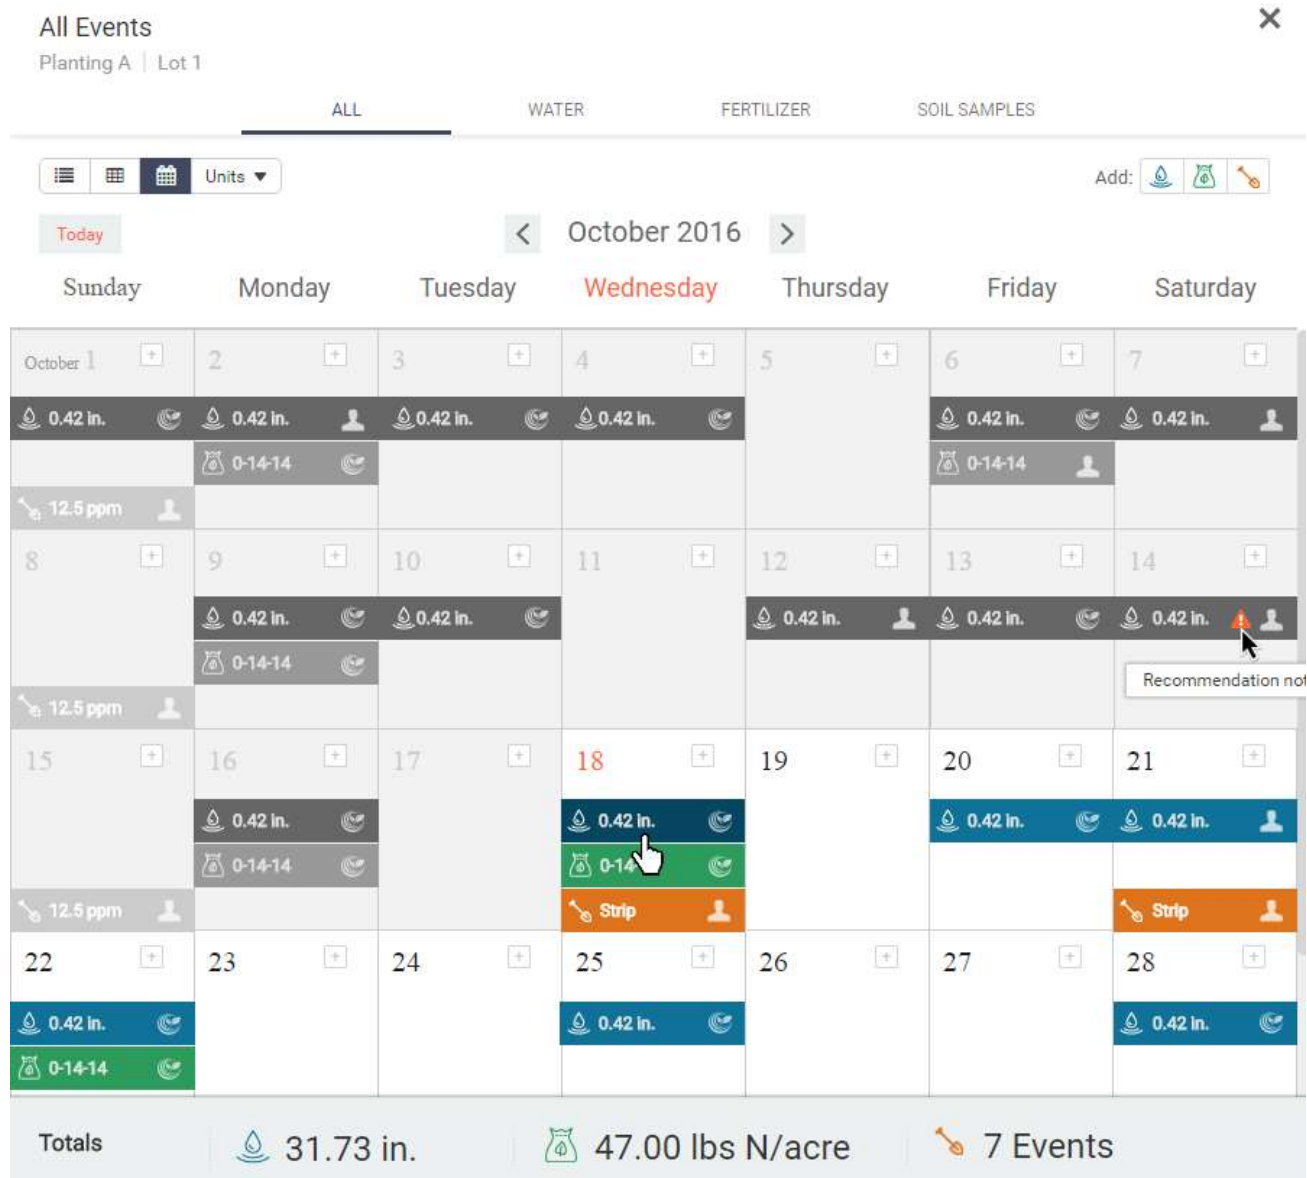 All Events
Planting A | Lot 1
ALL WATER FERTILIZER SOIL SAMPLES
Units Add:
Today October 2016
Sunday Monday Tuesday Wednesday Thursday Friday Saturday
October 1 2 3 4 5 6 7
0.42 in. 0.42 in. 0.42 in. 0.42 in. 0.42 in. 0.42 in.
0-14-14 0-14-14
12.5 ppm
8 9 10 11 12 13 14
0.42 in. 0.42 in. 0.42 in. 0.42 in. 0.42 in.
0-14-14
Recommendation not
12.5 ppm
15 16 17 18 19 20 21
0.42 in. 0.42 in. 0.42 in. 0.42 in.
0-14-14 0-14
12.5 ppm Strip Strip
22 23 24 25 26 27 28
0.42 in. 0.42 in. 0.42 in.
0-14-14
Totals 31.73 in. 47.00 lbs N/acre 7 Events